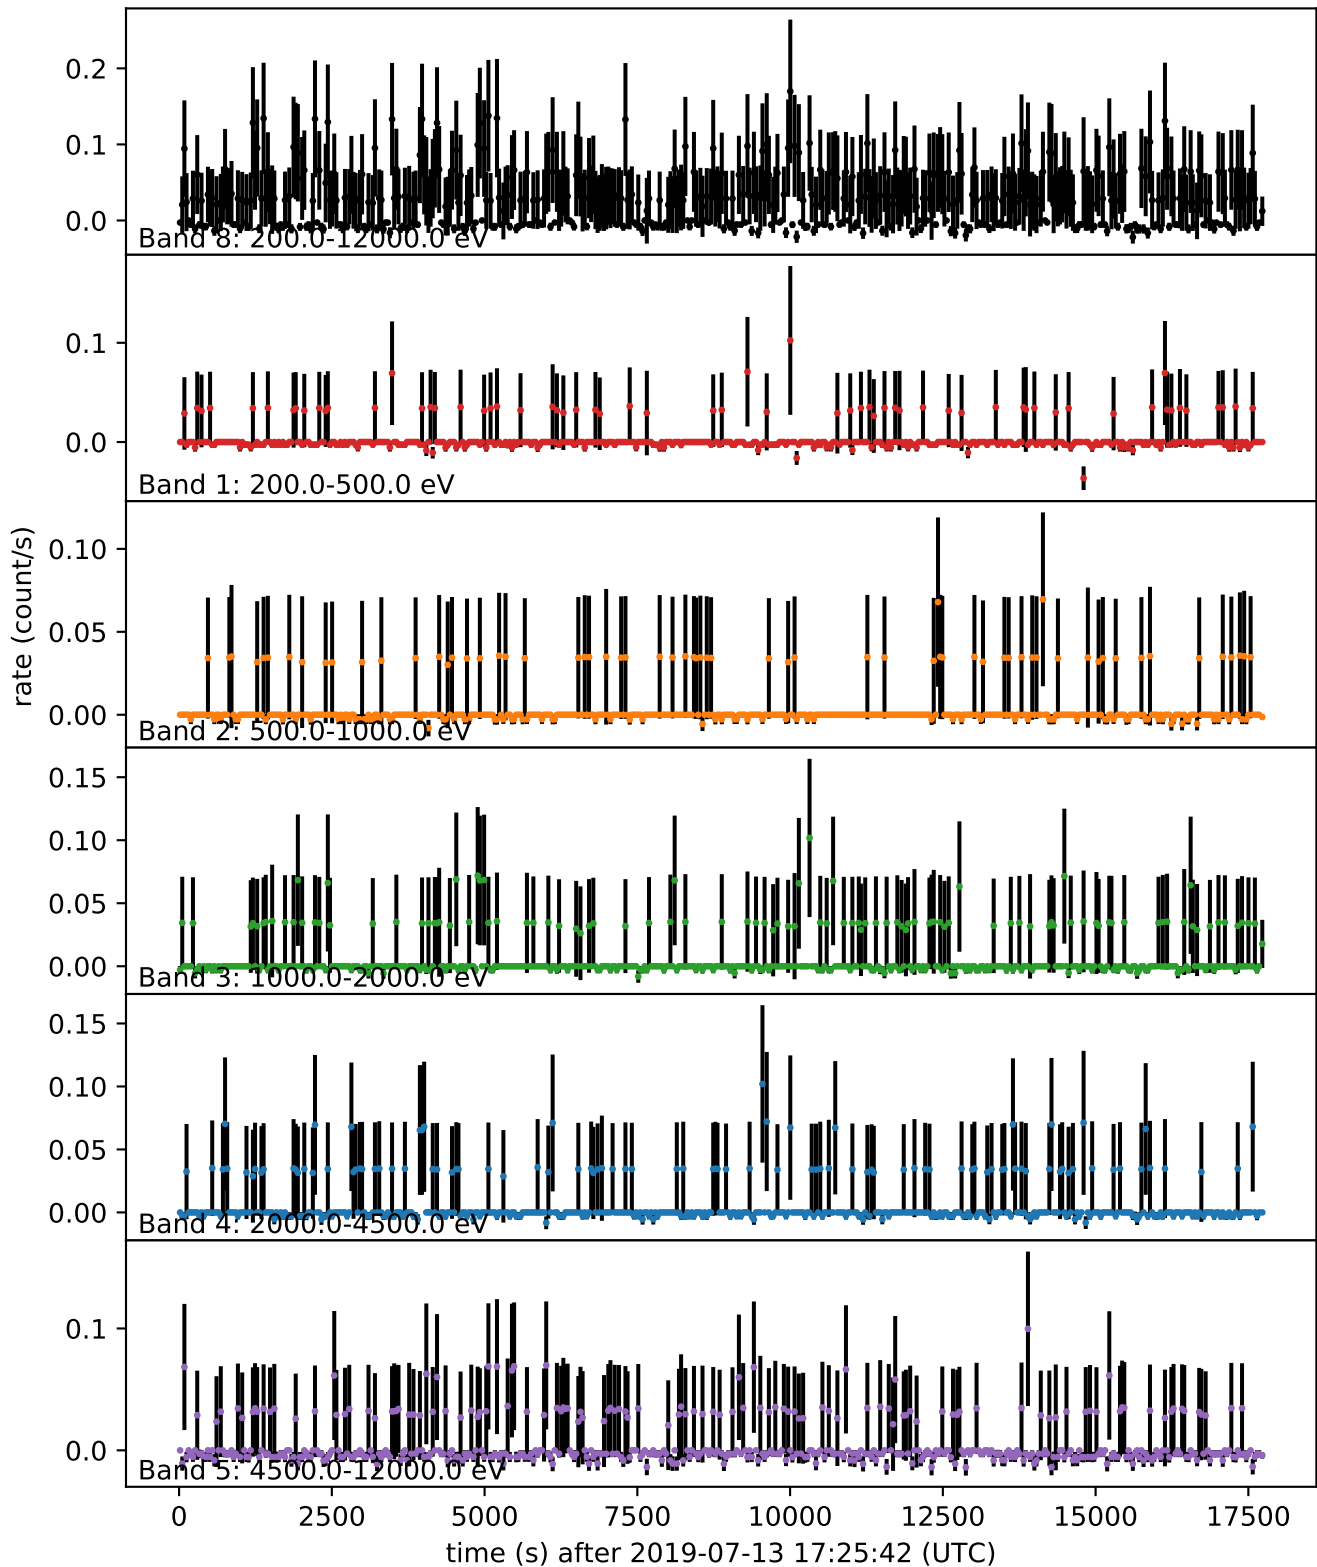 0.2
0.1
0.0
Band 8: 200.0-12000.0 eV
0.1
0.0
Band 1: 200.0-500.0 eV
0.10
0.05
0.00
Band 2: 500.0-1000.0 eV
0.15
0.10
0.05
0.00
Band 3: 1000.0-2000.0 eV
0.15
0.10
0.05
0.00
Band 4: 2000.0-4500.0 eV
0.1
0.0
Band 5: 4500.0-12000.0 eV
rate (count/s)
0 2500 5000 7500 10000 12500 15000 17500
time (s) after 2019-07-13 17:25:42 (UTC)